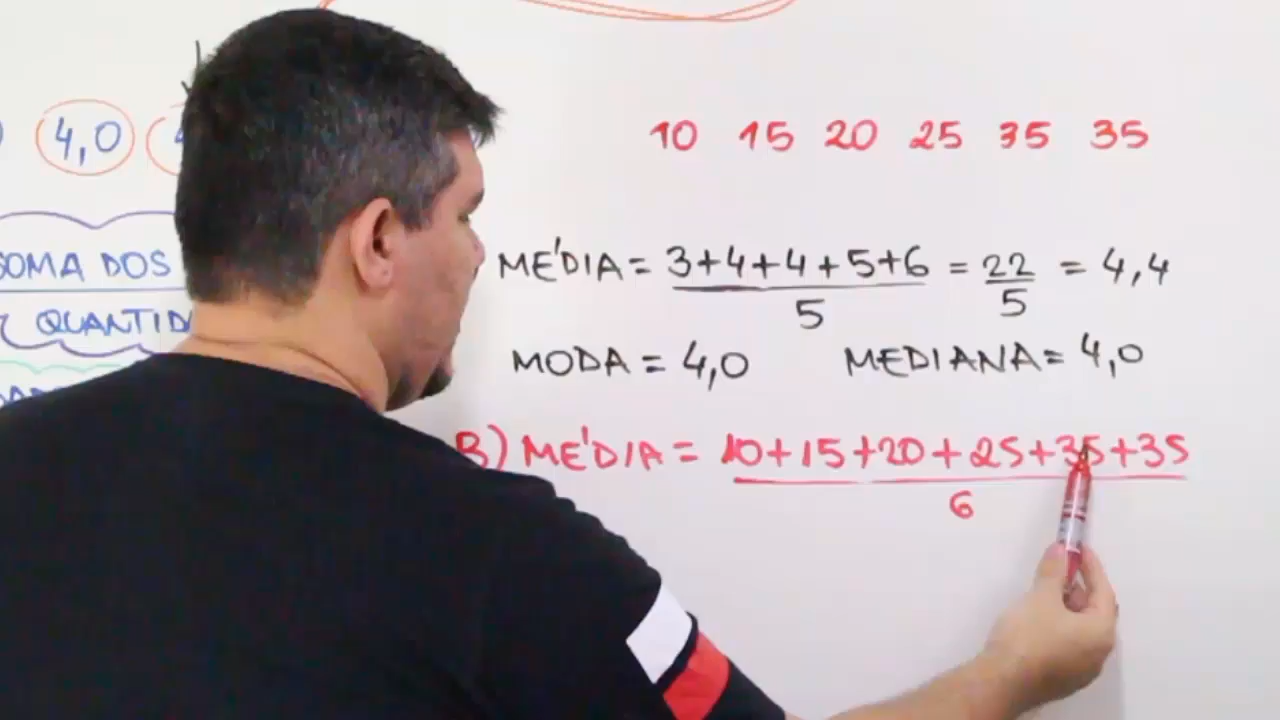 4,0
10 15 20 25 35 35
SOMA DOS
QUANTID
MÉDIA = 3+4+4+5+6 = 22 = 4,4
5 5
MODA = 4,0 MEDIANA = 4,0
B) MÉDIA = 10+15+20+25+35+35
6